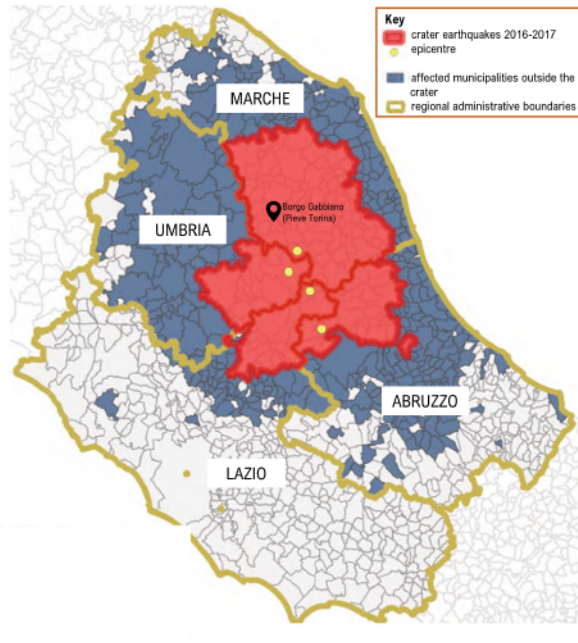 Key
crater earthquakes 2016-2017
epicentre
affected municipalities outside the
crater
regional administrative boundaries
MARCHE
Borgo Gabbiano
(Pieve Torina)
UMBRIA
ABRUZZO
LAZIO